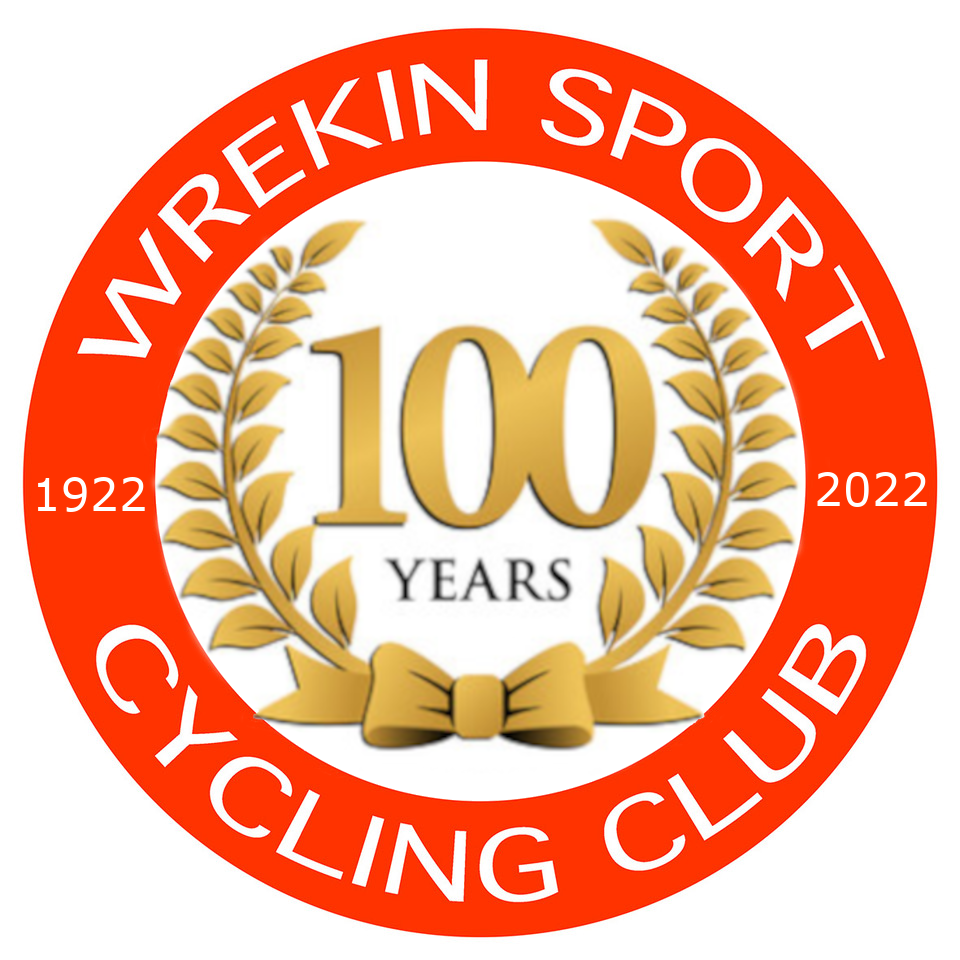 WREKIN SPORT
100
YEARS
1922
2022
CYCLING CLUB